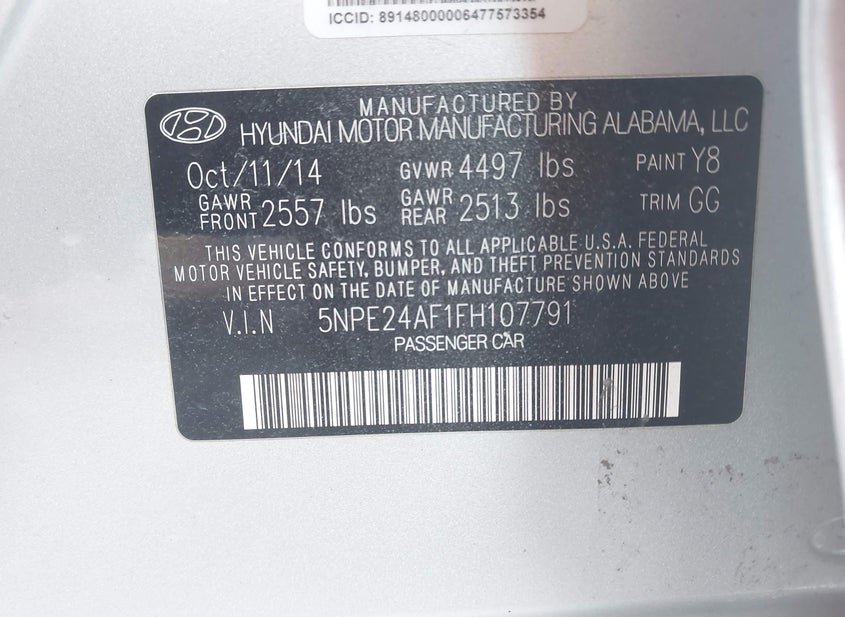 ICCID: 89148000006477573354
MANUFACTURED BY
HYUNDAI MOTOR MANUFACTURING ALABAMA, LLC
Oct/11/14 GVWR 4497 lbs PAINT Y8
GAWR FRONT 2557 lbs GAWR REAR 2513 lbs TRIM GG
THIS VEHICLE CONFORMS TO ALL APPLICABLE U.S.A. FEDERAL
MOTOR VEHICLE SAFETY, BUMPER, AND THEFT PREVENTION STANDARDS
IN EFFECT ON THE DATE OF MANUFACTURE SHOWN ABOVE
V.I.N 5NPE24AF1FH107791
PASSENGER CAR